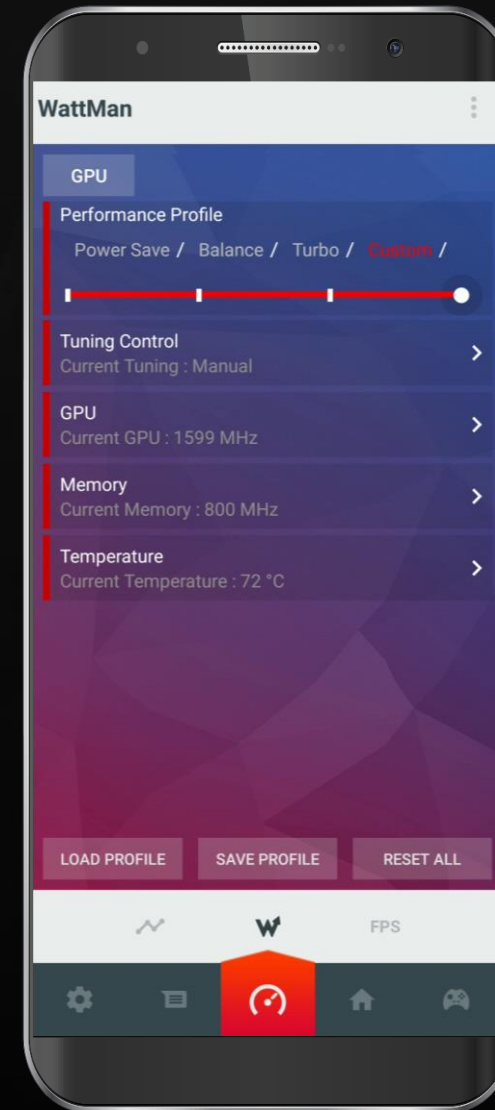 WattMan
GPU
Performance Profile
Power Save / Balance / Turbo / Custom /
Tuning Control
Current Tuning : Manual
GPU
Current GPU : 1599 MHz
Memory
Current Memory : 800 MHz
Temperature
Current Temperature : 72 °C
LOAD PROFILE SAVE PROFILE RESET ALL
W FPS